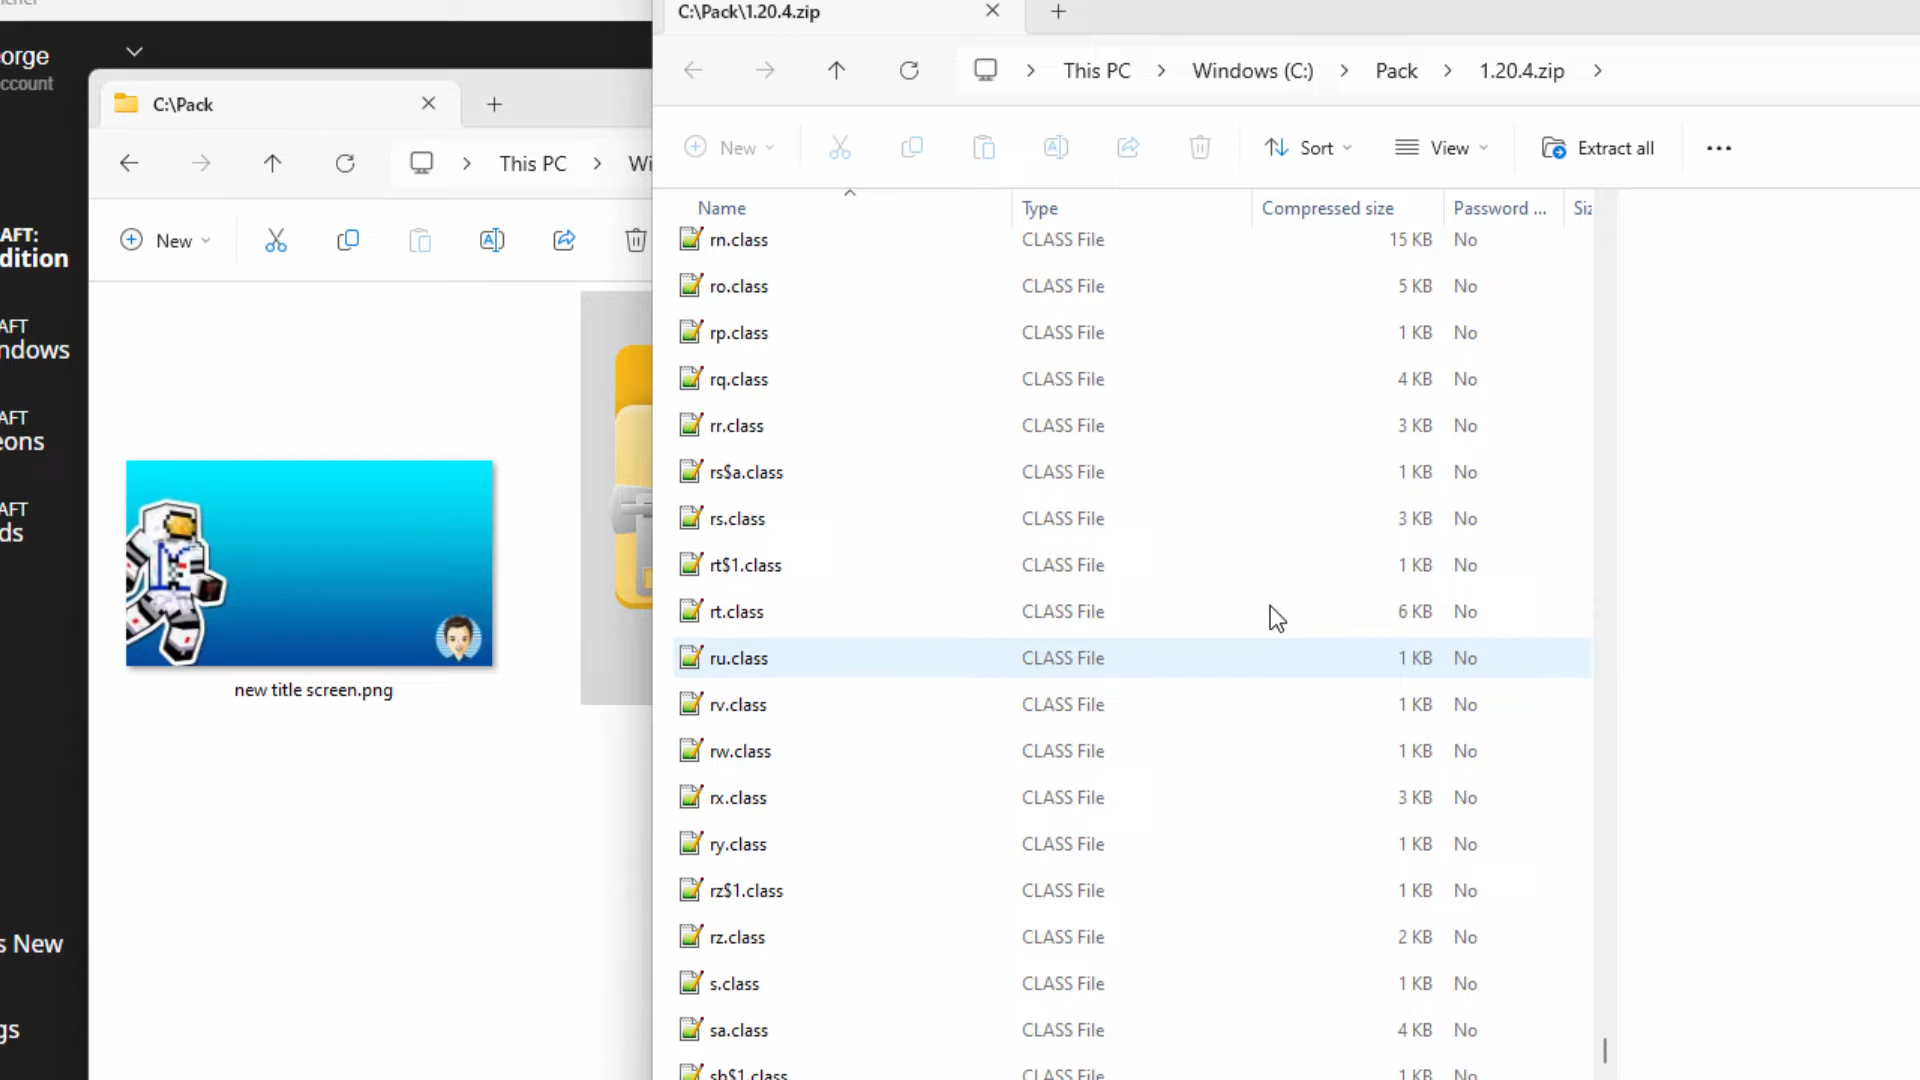 orge
ccount
AFT:
dition
AFT
ndows
AFT
eons
AFT
ds
s New
gs
C:\Pack
This PC
Wi
New
new title screen.png
C:\Pack\1.20.4.zip
This PC > Windows (C:) > Pack > 1.20.4.zip >
New
Sort
View
Extract all
Name Type Compressed size Password ... Siz
rn.class CLASS File 15 KB No
ro.class CLASS File 5 KB No
rp.class CLASS File 1 KB No
rq.class CLASS File 4 KB No
rr.class CLASS File 3 KB No
rs$a.class CLASS File 1 KB No
rs.class CLASS File 3 KB No
rt$1.class CLASS File 1 KB No
rt.class CLASS File 6 KB No
ru.class CLASS File 1 KB No
rv.class CLASS File 1 KB No
rw.class CLASS File 1 KB No
rx.class CLASS File 3 KB No
ry.class CLASS File 1 KB No
rz$1.class CLASS File 1 KB No
rz.class CLASS File 2 KB No
s.class CLASS File 1 KB No
sa.class CLASS File 4 KB No
sb$1.class CLASS File 1 KB No